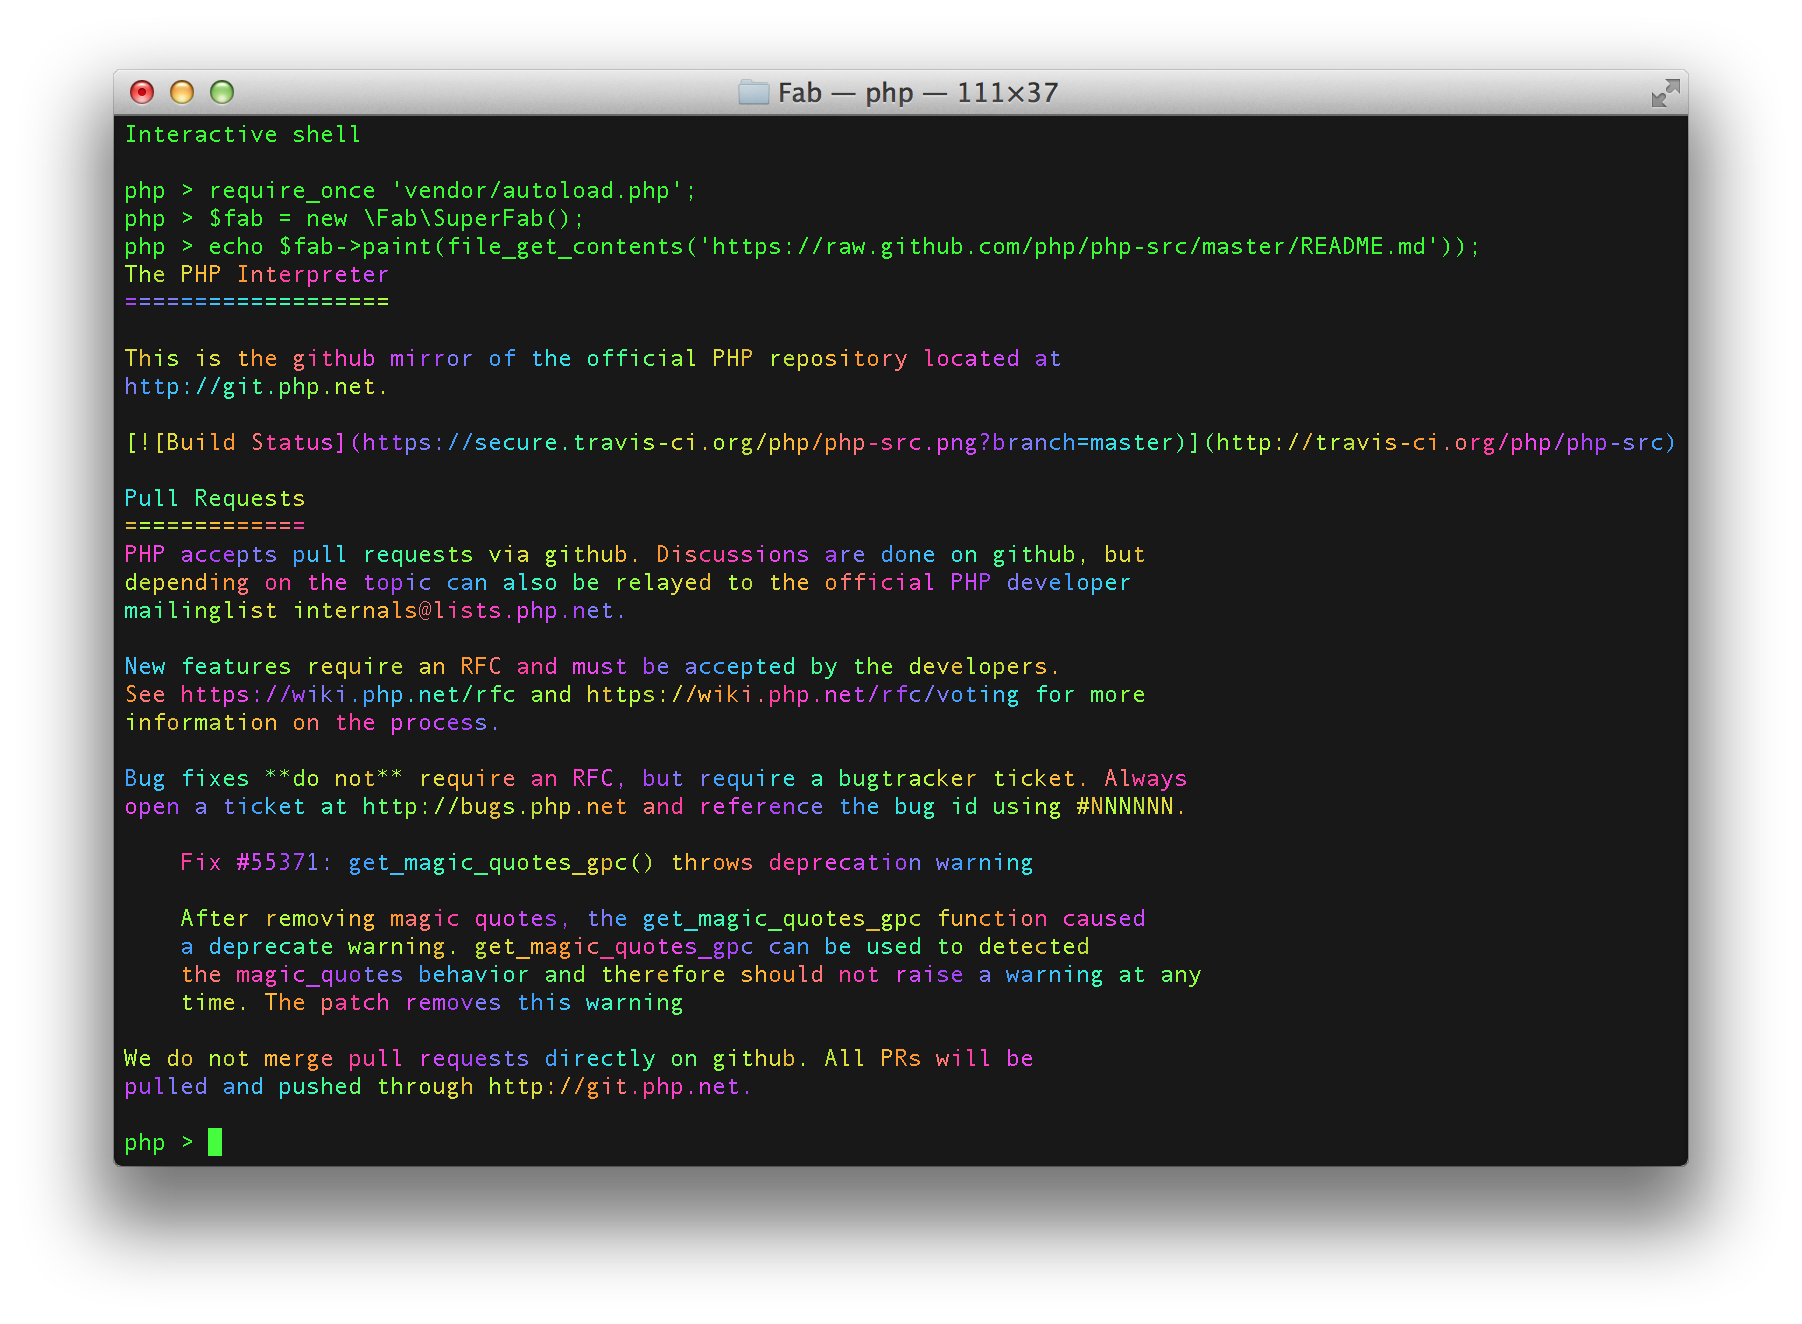 Fab — php — 111×37
Interactive shell
php > require_once 'vendor/autoload.php';
php > $fab = new \Fab\SuperFab();
php > echo $fab->paint(file_get_contents('https://raw.github.com/php/php-src/master/README.md'));
The PHP Interpreter
===================
This is the github mirror of the official PHP repository located at
http://git.php.net.
[![Build Status](https://secure.travis-ci.org/php/php-src.png?branch=master)](http://travis-ci.org/php/php-src)
Pull Requests
=============
PHP accepts pull requests via github. Discussions are done on github, but
depending on the topic can also be relayed to the official PHP developer
mailinglist internals@lists.php.net.
New features require an RFC and must be accepted by the developers.
See https://wiki.php.net/rfc and https://wiki.php.net/rfc/voting for more
information on the process.
Bug fixes **do not** require an RFC, but require a bugtracker ticket. Always
open a ticket at http://bugs.php.net and reference the bug id using #NNNNNN.
    Fix #55371: get_magic_quotes_gpc() throws deprecation warning
    After removing magic quotes, the get_magic_quotes_gpc function caused
    a deprecate warning. get_magic_quotes_gpc can be used to detected
    the magic_quotes behavior and therefore should not raise a warning at any
    time. The patch removes this warning
We do not merge pull requests directly on github. All PRs will be
pulled and pushed through http://git.php.net.
php >